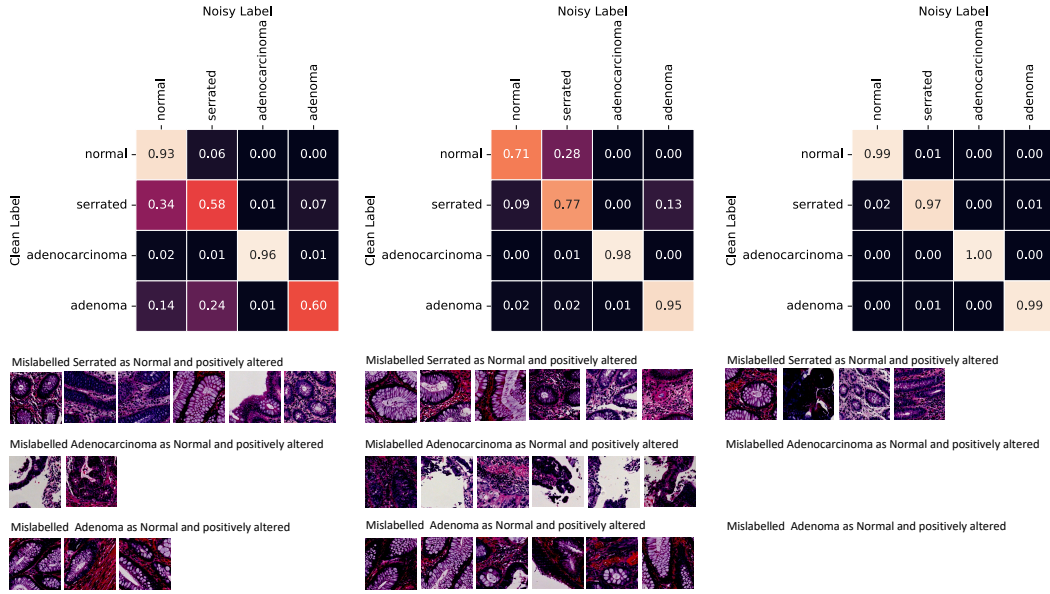 Noisy Label
normal
serrated
adenocarcinoma
adenoma
Clean Label
normal
0.93 0.06 0.00 0.00
serrated
0.34 0.58 0.01 0.07
adenocarcinoma
0.02 0.01 0.96 0.01
adenoma
0.14 0.24 0.01 0.60
Mislabelled Serrated as Normal and positively altered
Mislabelled Adenocarcinoma as Normal and positively altered
Mislabelled Adenoma as Normal and positively altered
Noisy Label
normal
serrated
adenocarcinoma
adenoma
Clean Label
normal
0.71 0.28 0.00 0.00
serrated
0.09 0.77 0.00 0.13
adenocarcinoma
0.00 0.01 0.98 0.00
adenoma
0.02 0.02 0.01 0.95
Mislabelled Serrated as Normal and positively altered
Mislabelled Adenocarcinoma as Normal and positively altered
Mislabelled Adenoma as Normal and positively altered
Noisy Label
normal
serrated
adenocarcinoma
adenoma
Clean Label
normal
0.99 0.01 0.00 0.00
serrated
0.02 0.97 0.00 0.01
adenocarcinoma
0.00 0.00 1.00 0.00
adenoma
0.00 0.01 0.00 0.99
Mislabelled Serrated as Normal and positively altered
Mislabelled Adenocarcinoma as Normal and positively altered
Mislabelled Adenoma as Normal and positively altered